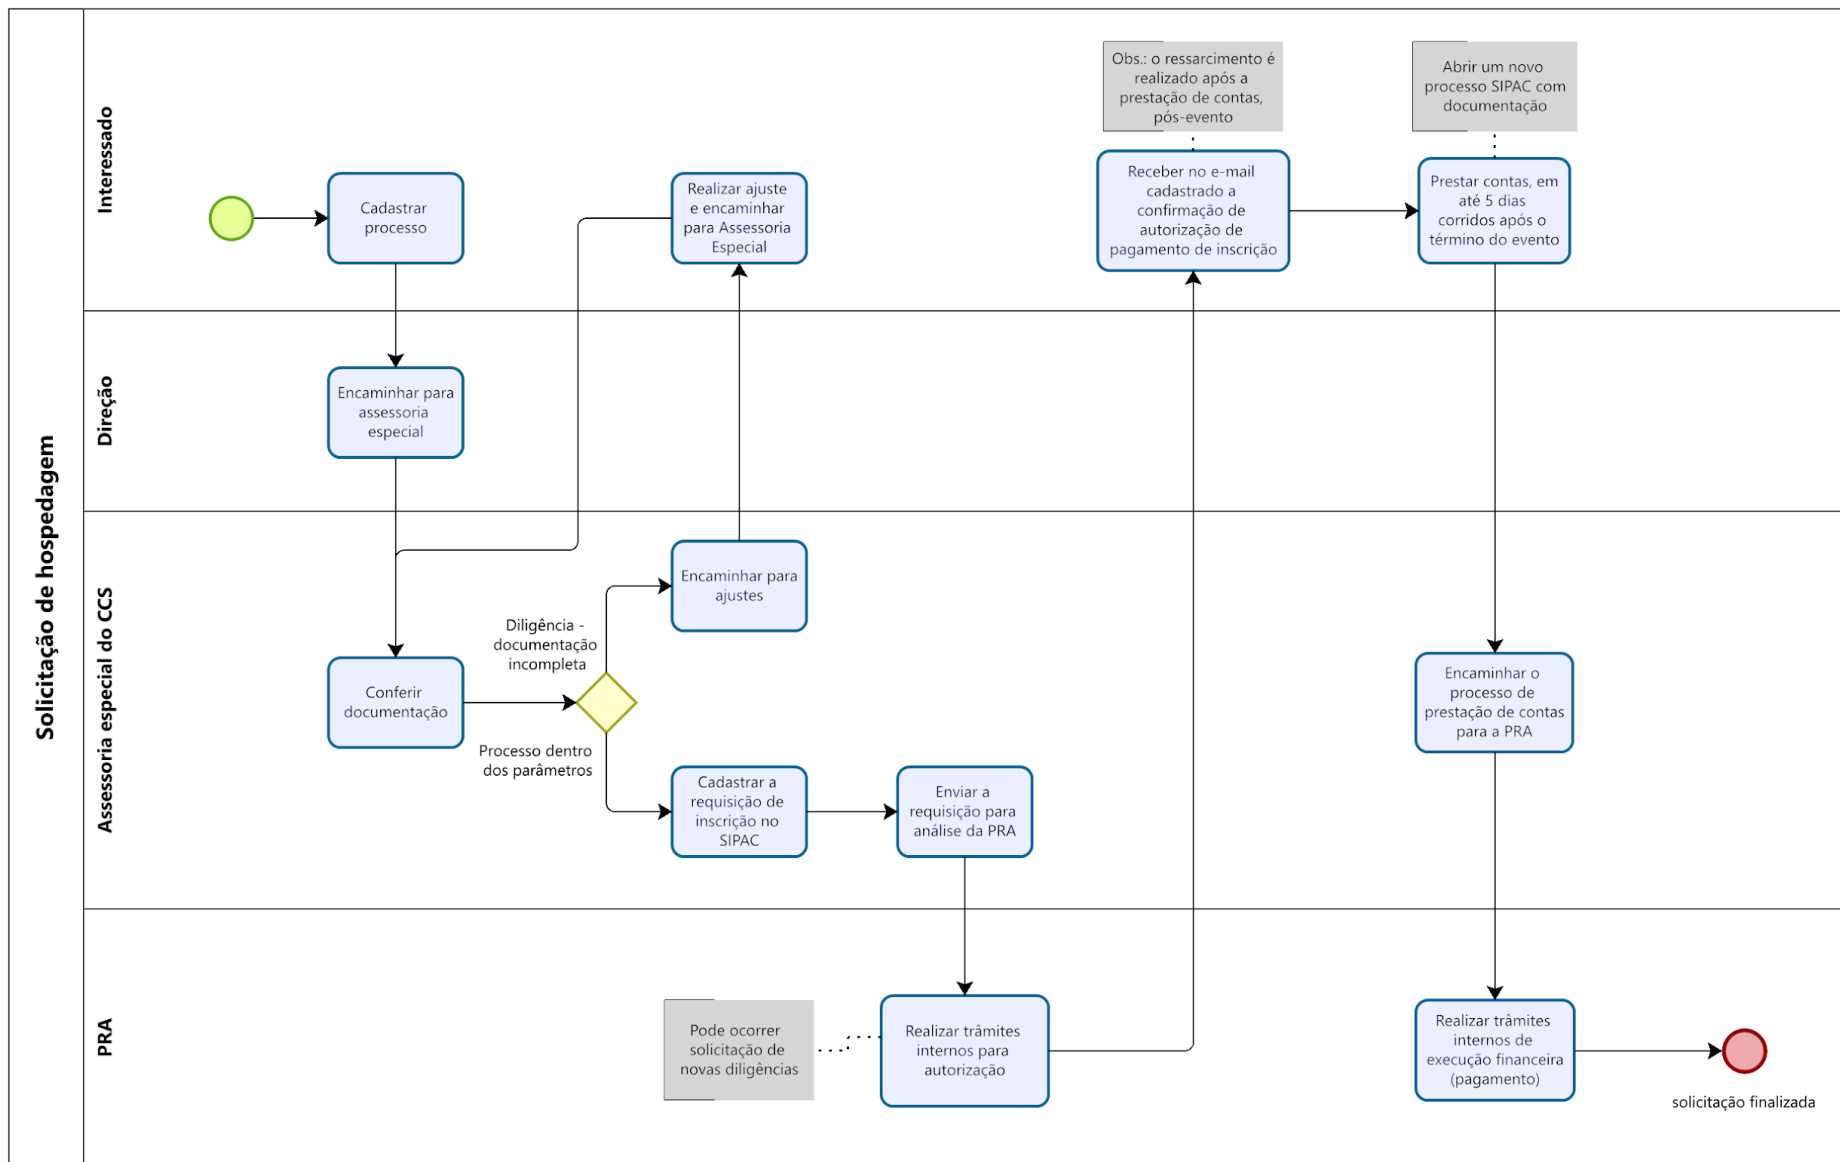 Solicitação de hospedagem
Interessado
Cadastrar
processo
Realizar ajuste
e encaminhar
para Assessoria
Especial
Obs.: o ressarcimento é
realizado após a
prestação de contas,
pós-evento
Receber no e-mail
cadastrado a
confirmação de
autorização de
pagamento de inscrição
Abrir um novo
processo SIPAC com
documentação
Prestar contas, em
até 5 dias
corridos após o
término do evento
Direção
Encaminhar para
assessoria
especial
Assessoria especial do CCS
Conferir
documentação
Diligência -
documentação
incompleta
Processo dentro
dos parâmetros
Encaminhar para
ajustes
Cadastrar a
requisição de
inscrição no
SIPAC
Enviar a
requisição para
análise da PRA
Encaminhar o
processo de
prestação de contas
para a PRA
PRA
Pode ocorrer
solicitação de
novas diligências
Realizar trâmites
internos para
autorização
Realizar trâmites
internos de
execução financeira
(pagamento)
solicitação finalizada